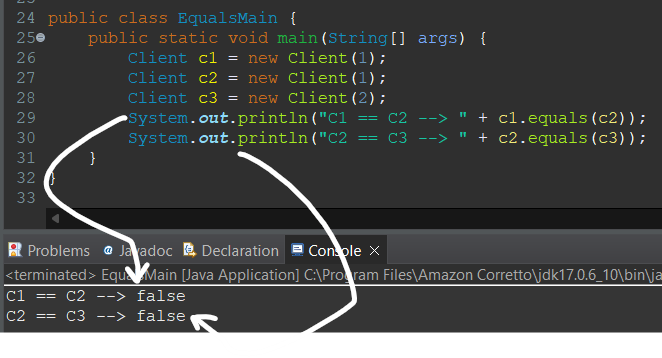 24 public class EqualsMain {
25 public static void main(String[] args) {
26 Client c1 = new Client(1);
27 Client c2 = new Client(1);
28 Client c3 = new Client(2);
29 System.out.println("C1 == C2 --> " + c1.equals(c2));
30 System.out.println("C2 == C3 --> " + c2.equals(c3));
31 }
32 }
33
Problems @ Javadoc Declaration Console ×
<terminated> EqualsMain [Java Application] C:\Program Files\Amazon Corretto\jdk17.0.6_10\bin\ja
C1 == C2 --> false
C2 == C3 --> false